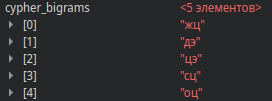 cypher_bigrams <5 элементов>
[0] "жц"
[1] "дэ"
[2] "цэ"
[3] "сц"
[4] "оц"